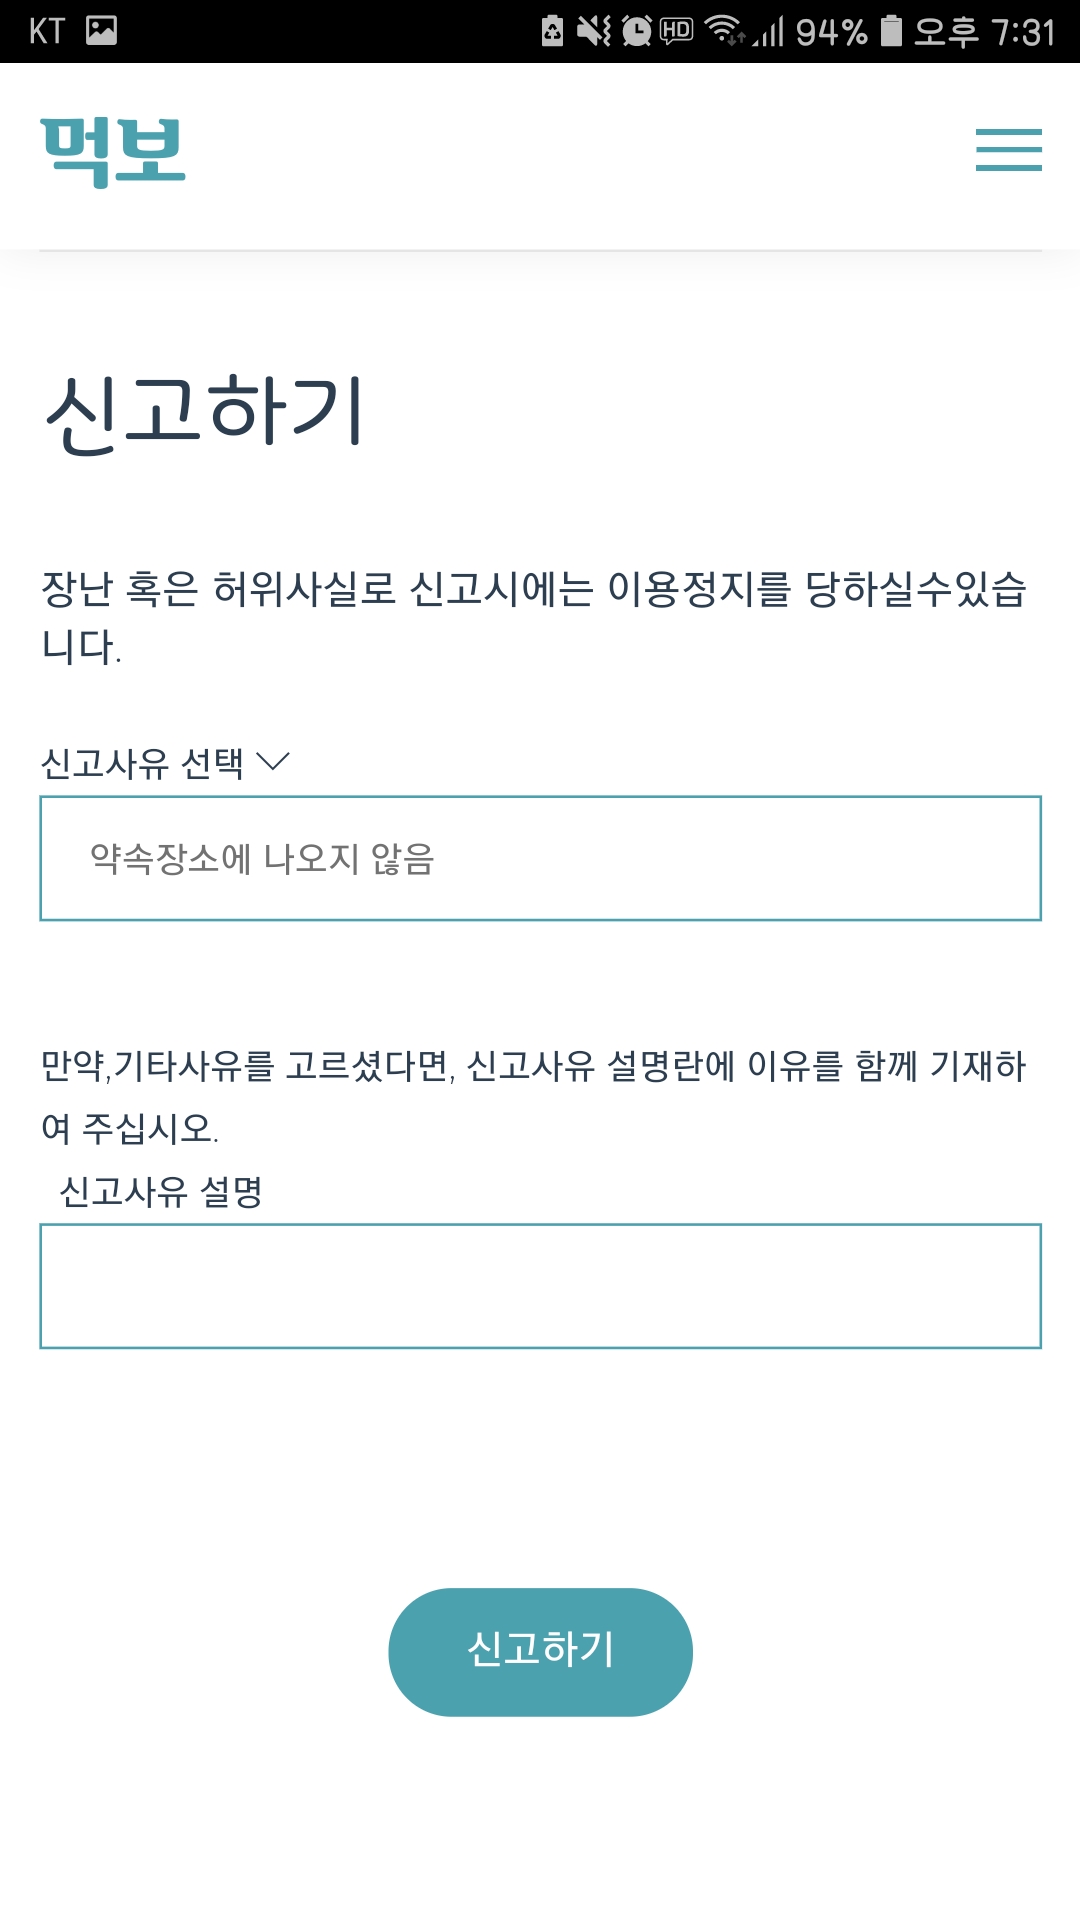 KT HD 94% 오후 7:31
먹보
신고하기
장난 혹은 허위사실로 신고시에는 이용정지를 당하실수있습
니다.
신고사유 선택
약속장소에 나오지 않음
만약,기타사유를 고르셨다면, 신고사유 설명란에 이유를 함께 기재하
여 주십시오.
신고사유 설명
신고하기